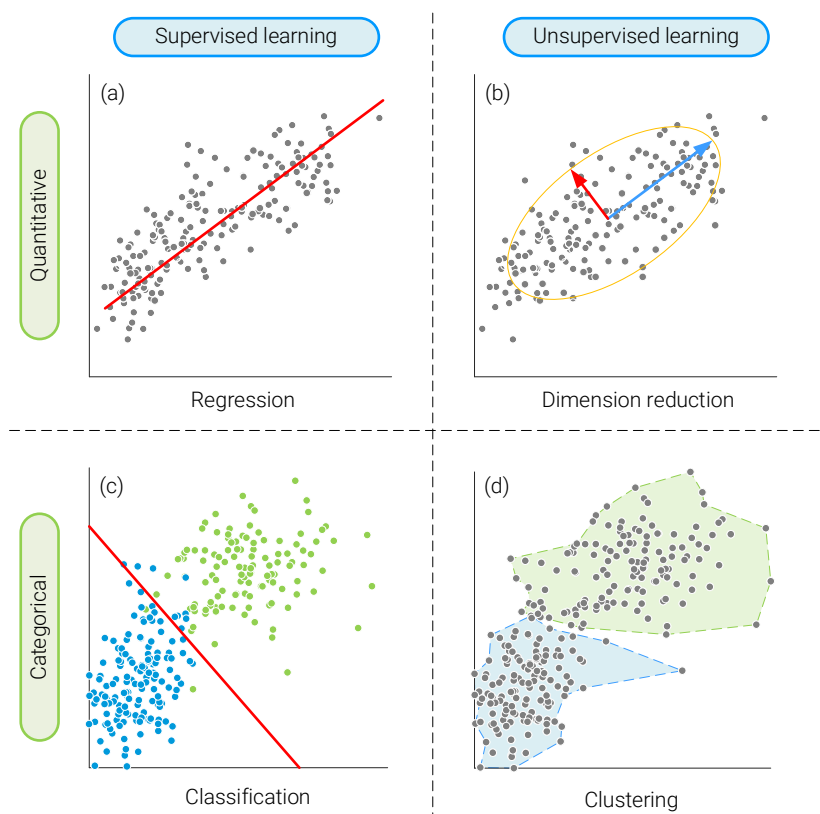 Supervised learning
Unsupervised learning
Quantitative
(a)
(b)
Regression
Dimension reduction
Categorical
(c)
(d)
Classification
Clustering